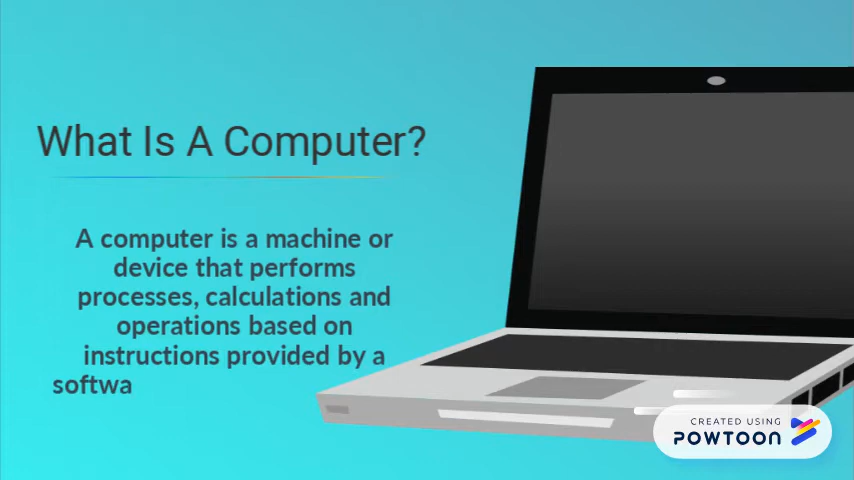 What Is A Computer?
A computer is a machine or
device that performs
processes, calculations and
operations based on
instructions provided by a
softwa
CREATED USING
POWTOON